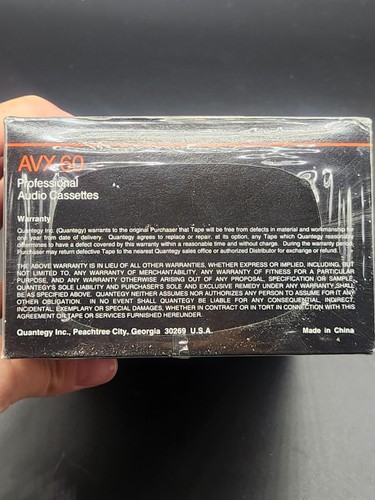 AVX 60
Professional
Audio Cassettes
Warranty
Quantegy Inc. (Quantegy) warrants to the original Purchaser that Tape will be free from defects in material and workmanship for
one year from date of delivery. Quantegy agrees to replace or repair, at its option, any Tape which Quantegy reasonably
determines to have a defect covered by this warranty within a reasonable time and without charge. During the warranty period
Purchaser may return defective Tape to the nearest Quantegy sales office or authorized Distributor for exchange or refund.
THE ABOVE WARRANTY IS IN LIEU OF ALL OTHER WARRANTIES, WHETHER EXPRESS OR IMPLIED, INCLUDING, BUT
NOT LIMITED TO, ANY WARRANTY OF MERCHANTABILITY, ANY WARRANTY OF FITNESS FOR A PARTICULAR
PURPOSE, AND ANY WARRANTY OTHERWISE ARISING OUT OF ANY PROPOSAL, SPECIFICATION OR SAMPLE.
QUANTEGY'S SOLE LIABILITY AND PURCHASER'S SOLE AND EXCLUSIVE REMEDY UNDER ANY WARRANTY SHALL
BE AS SPECIFIED ABOVE. QUANTEGY NEITHER ASSUMES NOR AUTHORIZES ANY PERSON TO ASSUME FOR IT ANY
OTHER OBLIGATION. IN NO EVENT SHALL QUANTEGY BE LIABLE FOR ANY CONSEQUENTIAL, INDIRECT,
INCIDENTAL, EXEMPLARY OR SPECIAL DAMAGES, WHETHER IN CONTRACT OR IN TORT IN CONNECTION WITH THIS
AGREEMENT OR TAPE OR SERVICES FURNISHED HEREUNDER.
Quantegy Inc., Peachtree City, Georgia 30269 U.S.A.
Made in China